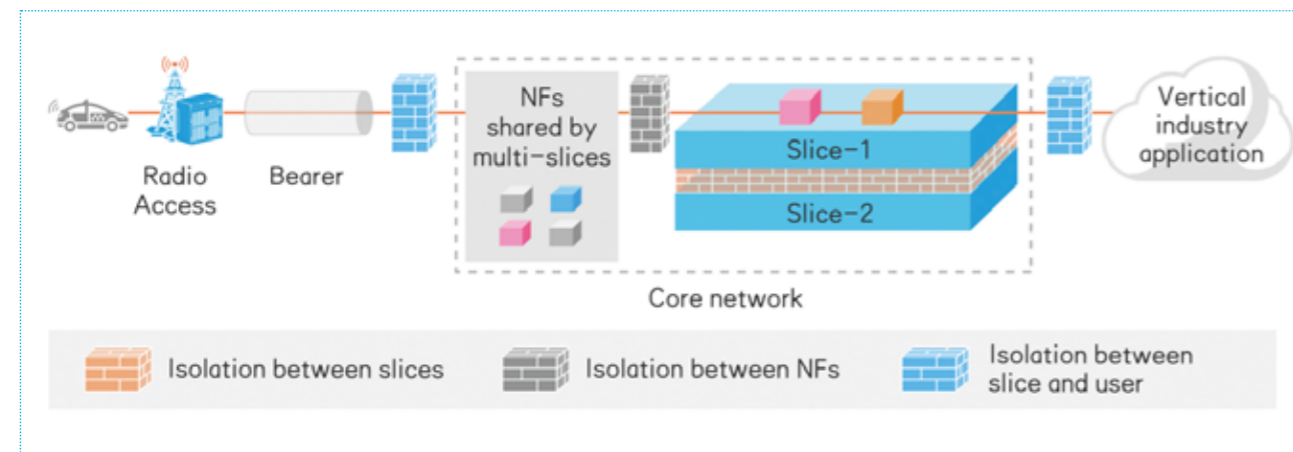 NFs
shared by
multi-slices
Slice-1
Slice-2
Vertical
industry
application
Radio
Access
Bearer
Core network
Isolation between slices
Isolation between NFs
Isolation between
slice and user